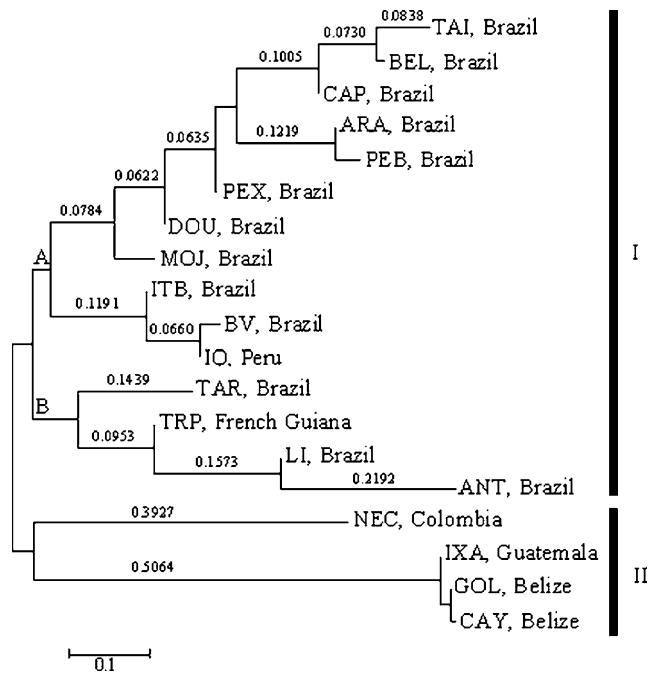 0.0838
TAI, Brazil
0.0730
BEL, Brazil
0.1005
CAP, Brazil
ARA, Brazil
0.1219
PEB, Brazil
0.0635
PEX, Brazil
0.0622
DOU, Brazil
0.0784
MOJ, Brazil
A
I
ITB, Brazil
0.1191
BV, Brazil
0.0660
IQ, Peru
0.1439
TAR, Brazil
B
TRP, French Guiana
0.0953
LI, Brazil
0.1573
0.2192
ANT, Brazil
0.3927
NEC, Colombia
IXA, Guatemala
0.5064
II
GOL, Belize
CAY, Belize
0.1